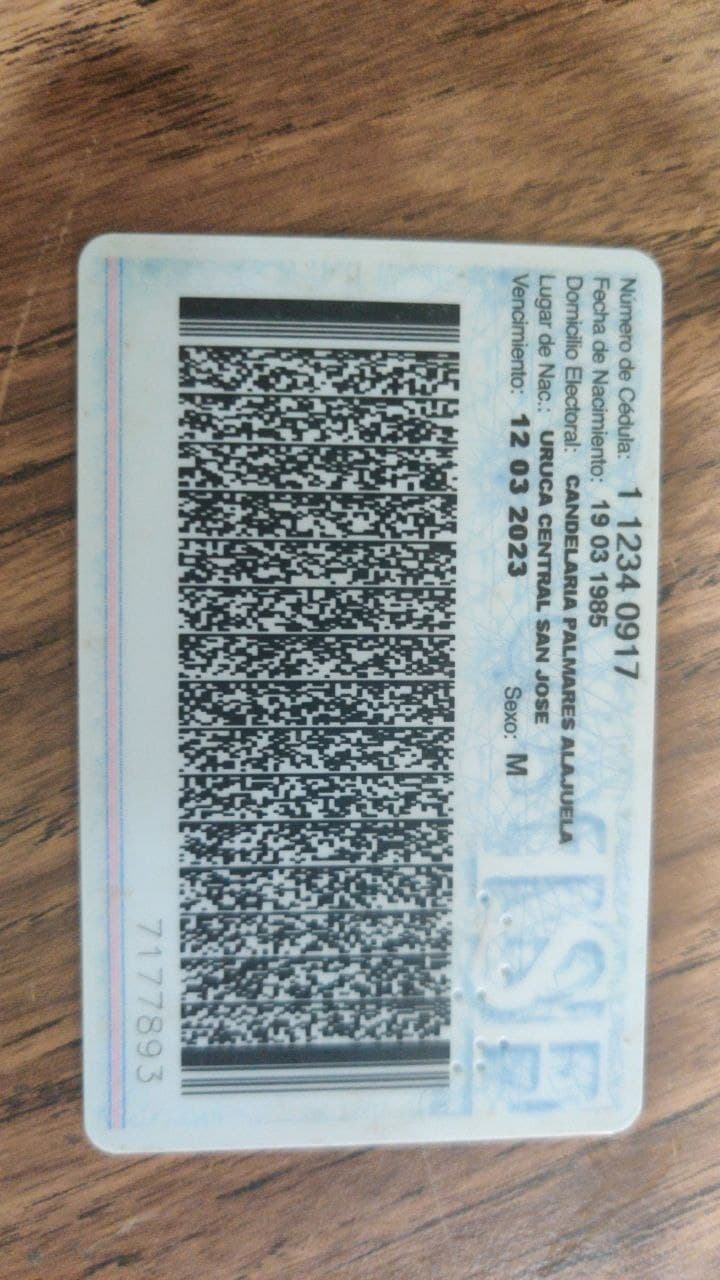 Número de Cédula: 1 1234 0917
Fecha de Nacimiento: 19 03 1985
Domicilio Electoral: CANDELARIA PALMARES ALAJUELA
Lugar de Nac.: URUCA CENTRAL SAN JOSE
Vencimiento: 12 03 2023 Sexo: M
TSE
7177893